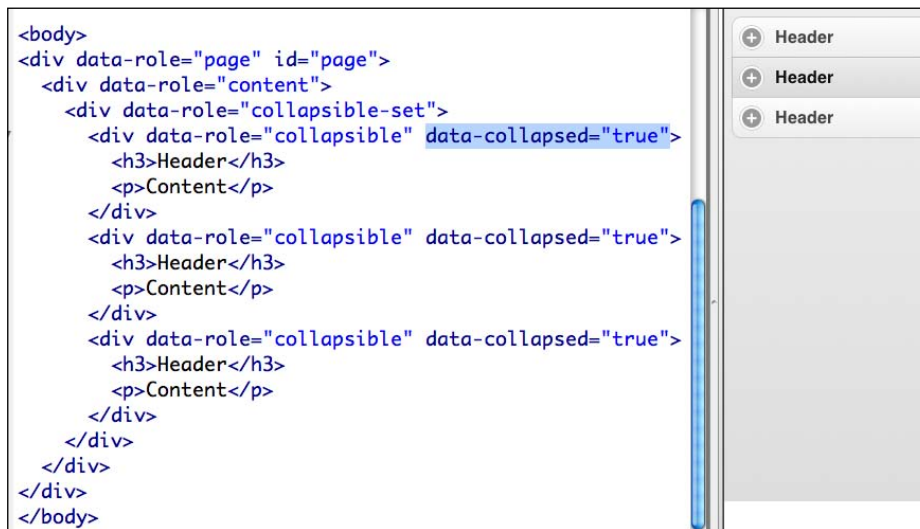 <body>
<div data-role="page" id="page">
  <div data-role="content">
    <div data-role="collapsible-set">
      <div data-role="collapsible" data-collapsed="true">
        <h3>Header</h3>
        <p>Content</p>
      </div>
      <div data-role="collapsible" data-collapsed="true">
        <h3>Header</h3>
        <p>Content</p>
      </div>
      <div data-role="collapsible" data-collapsed="true">
        <h3>Header</h3>
        <p>Content</p>
      </div>
    </div>
  </div>
</div>
</body>
Header
Header
Header